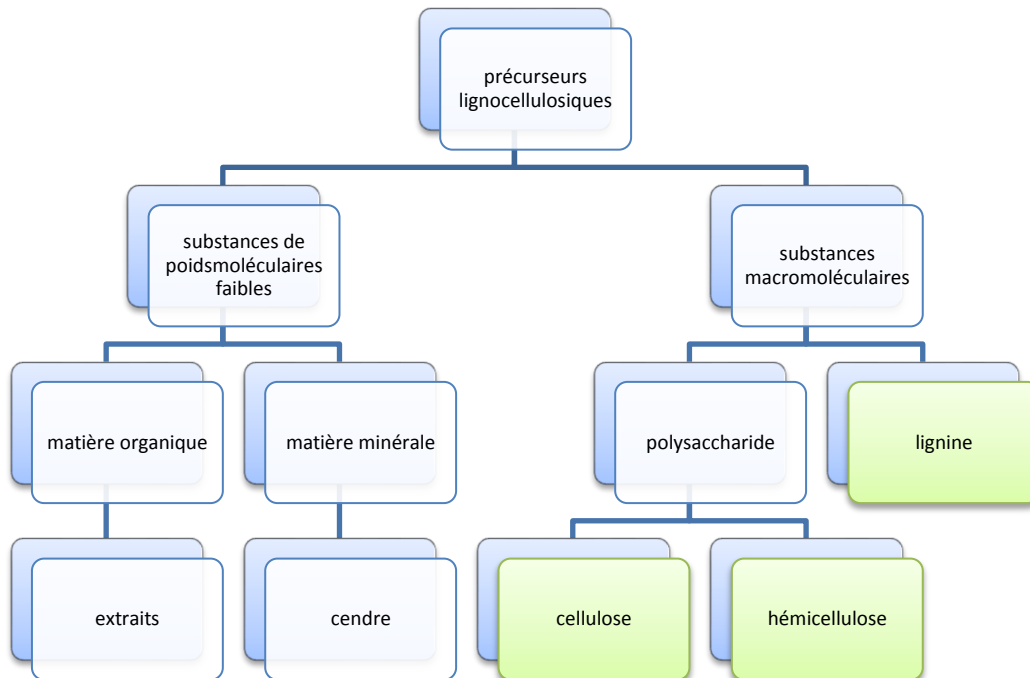 précurseurs
lignocellulosiques
substances de
poidsmoléculaires
faibles
substances
macromoléculaires
matière organique
matière minérale
polysaccharide
lignine
extraits
cendre
cellulose
hémicellulose